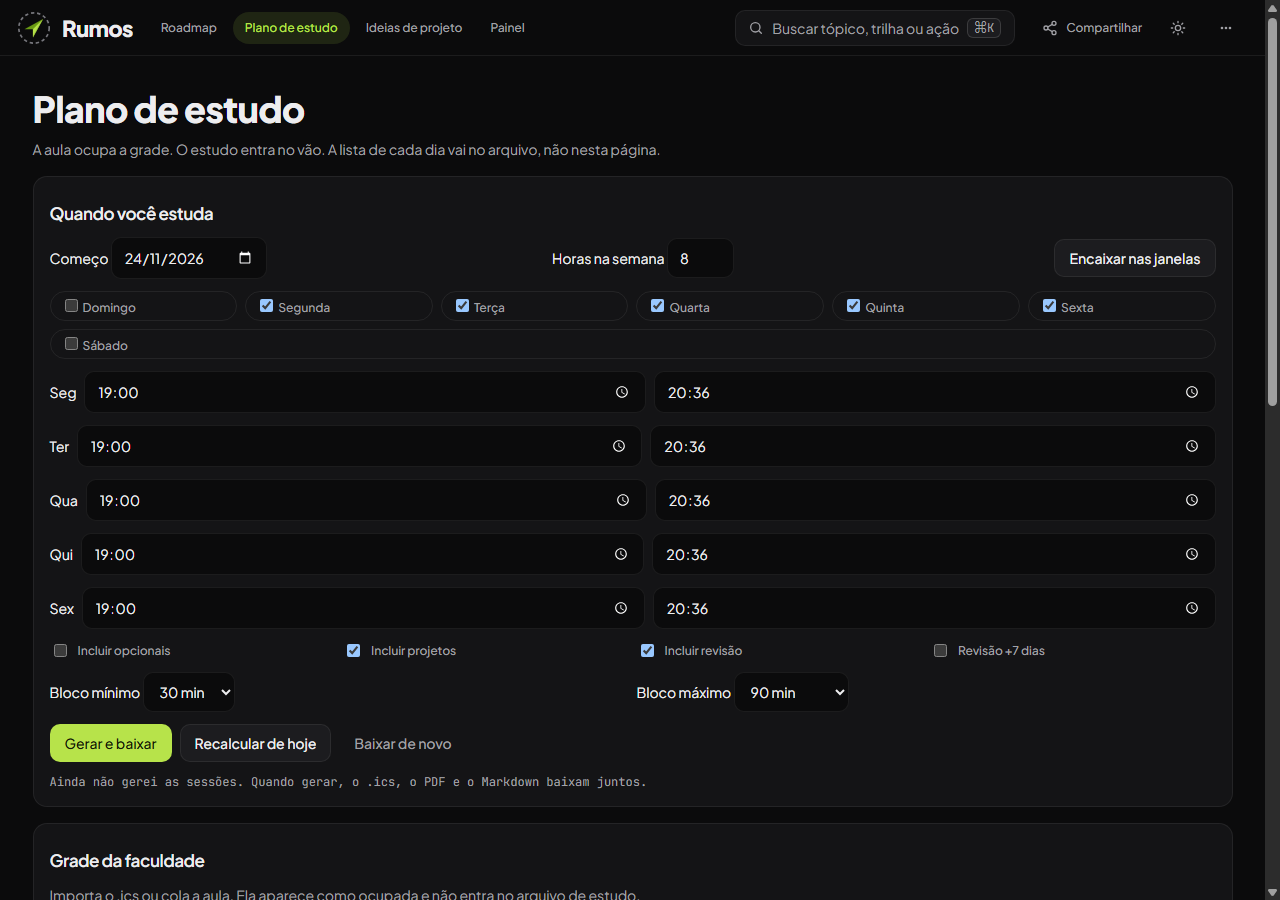 Rumos Roadmap Plano de estudo Ideias de projeto Painel Buscar tópico, trilha ou ação ⌘K Compartilhar ···
Plano de estudo
A aula ocupa a grade. O estudo entra no vão. A lista de cada dia vai no arquivo, não nesta página.
Quando você estuda
Começo 24/11/2026 Horas na semana 8 Encaixar nas janelas
Domingo Segunda Terça Quarta Quinta Sexta
Sábado
Seg 19:00 20:36
Ter 19:00 20:36
Qua 19:00 20:36
Qui 19:00 20:36
Sex 19:00 20:36
Incluir opcionais Incluir projetos Incluir revisão Revisão +7 dias
Bloco mínimo 30 min Bloco máximo 90 min
Gerar e baixar Recalcular de hoje Baixar de novo
Ainda não gerei as sessões. Quando gerar, o .ics, o PDF e o Markdown baixam juntos.
Grade da faculdade
Importa o .ics ou cola a aula. Ela aparece como ocupada e não entra no arquivo de estudo.